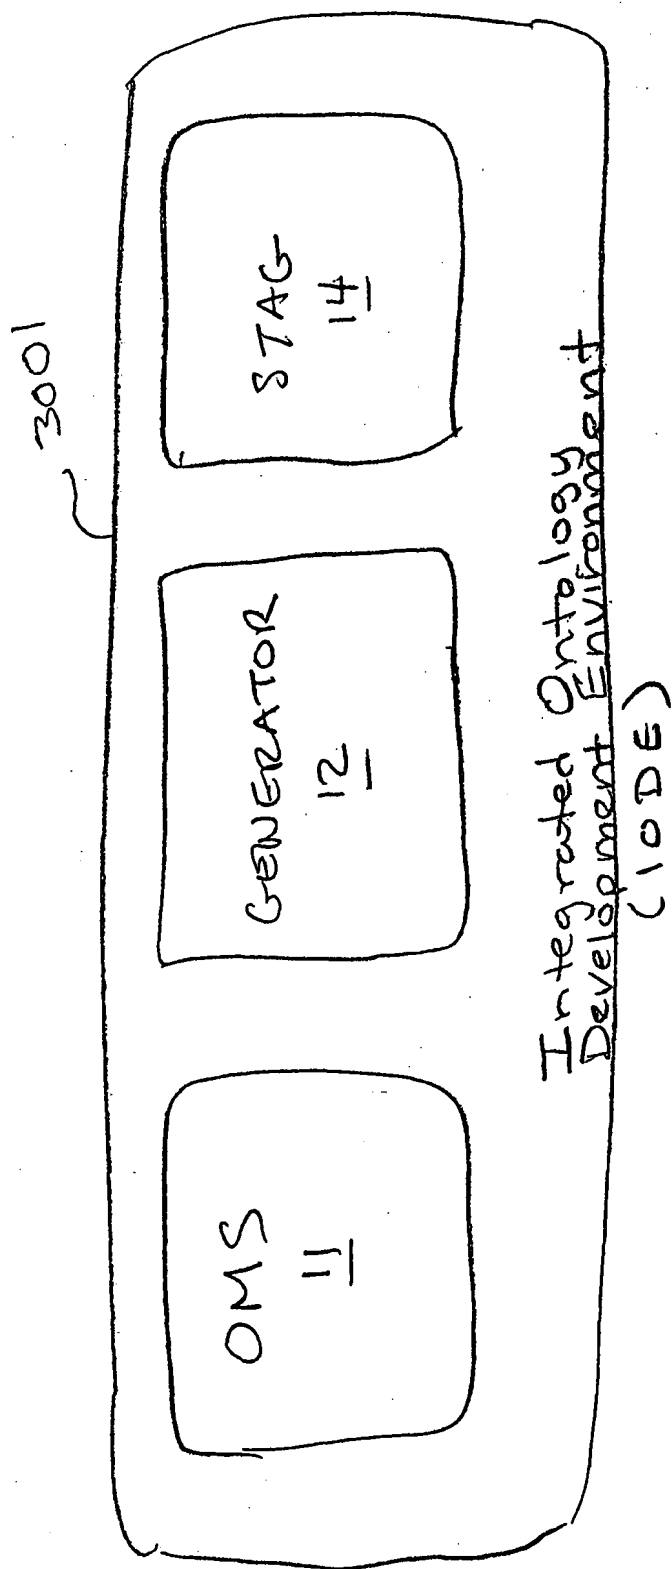 3001
OMS
11
GENERATOR
12
STAG
14
Integrated Ontology
Development Environment
(IODE)